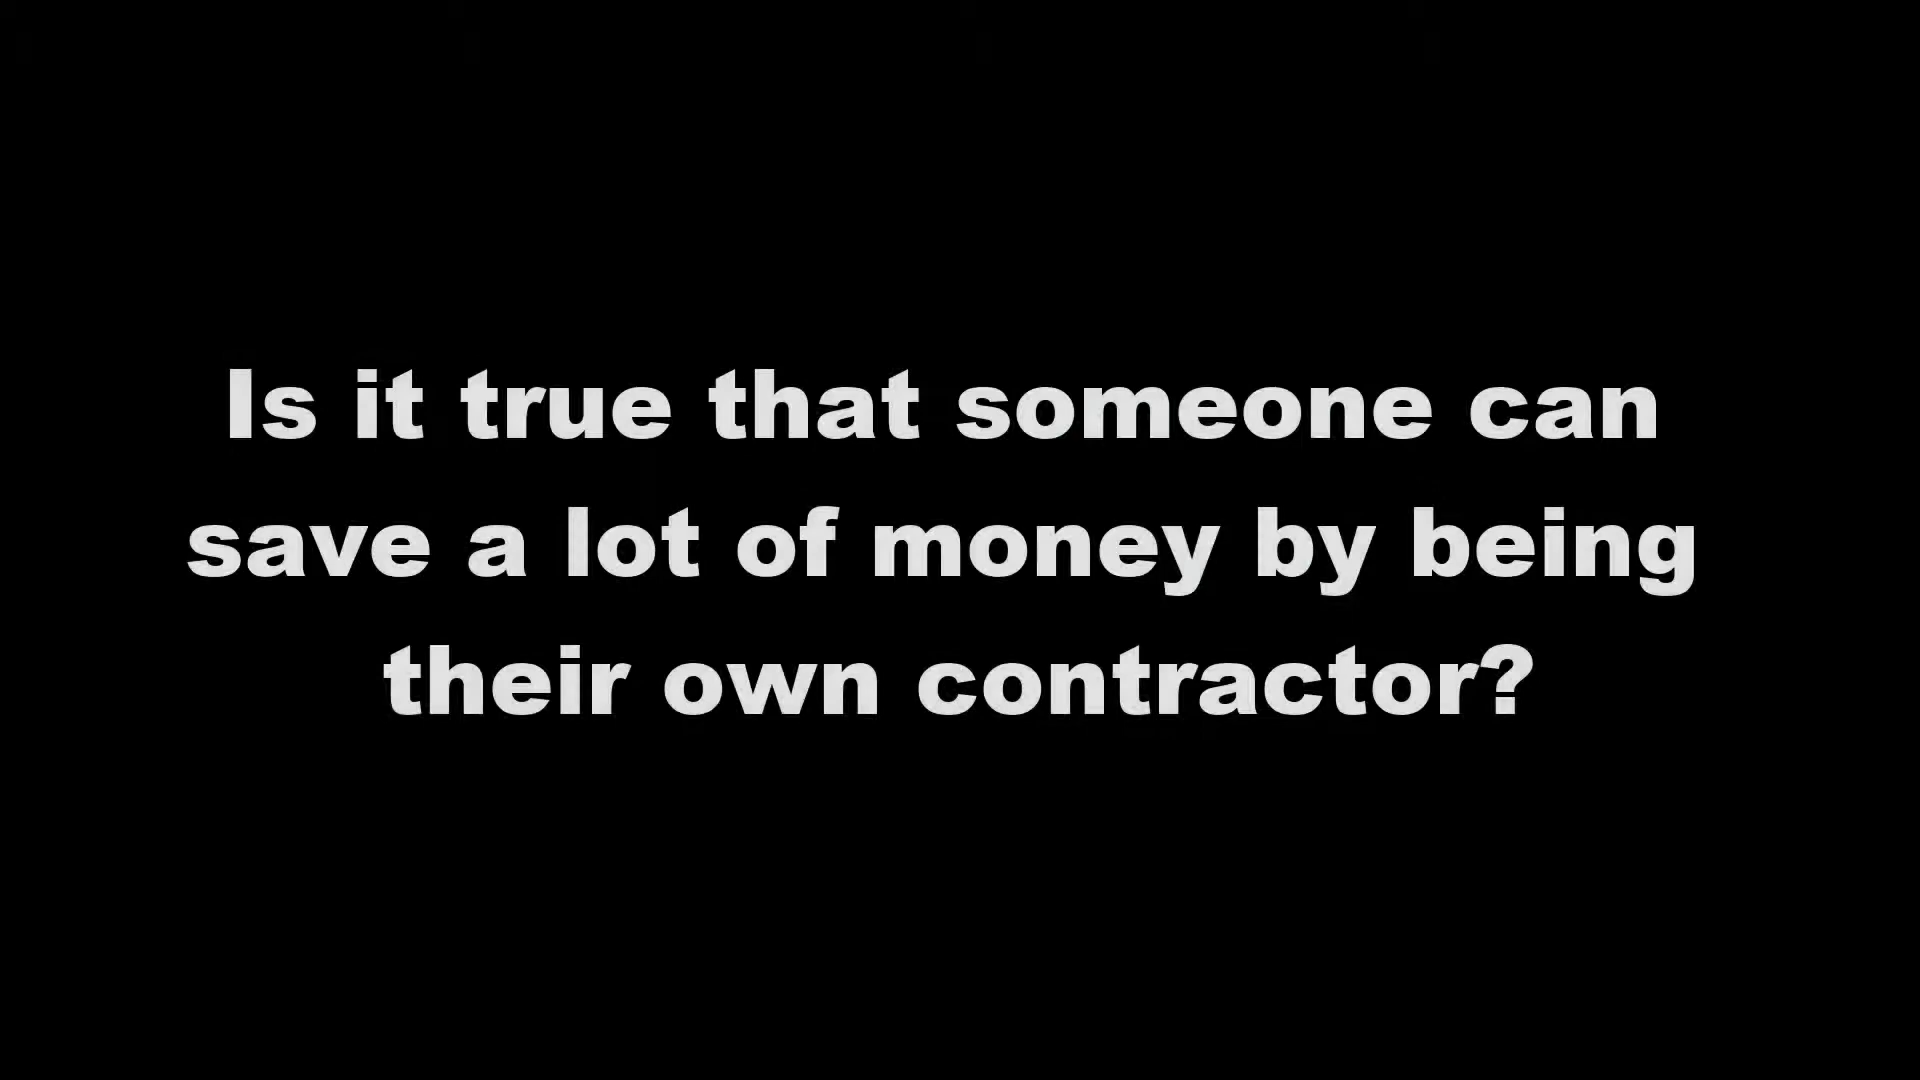 Is it true that someone can
save a lot of money by being
their own contractor?